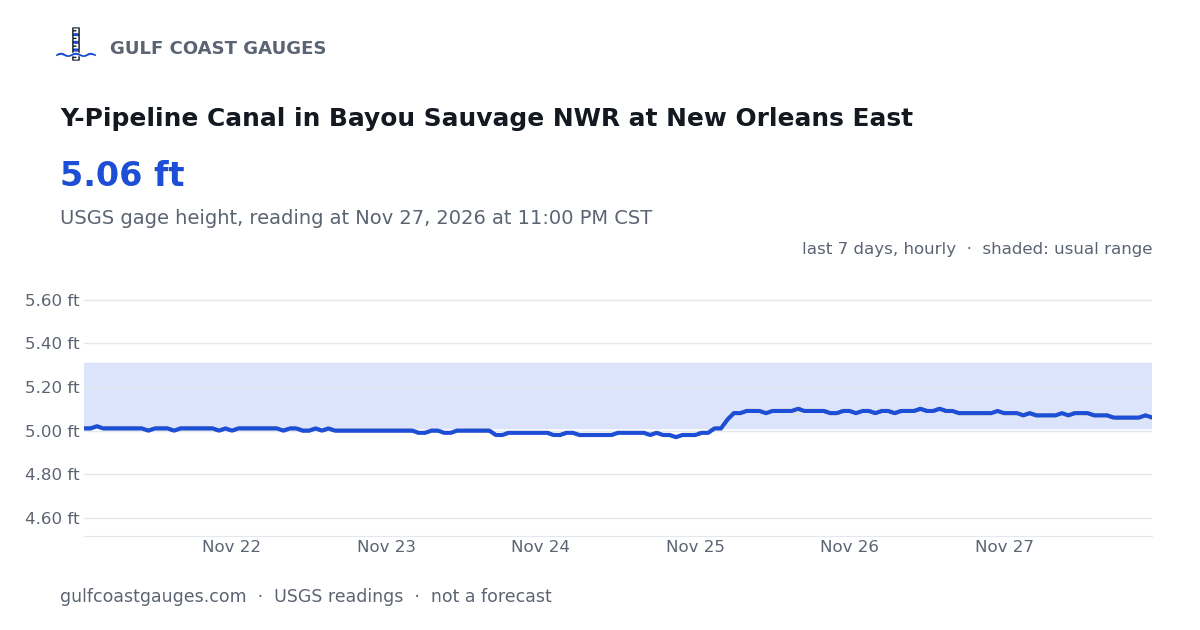 GULF COAST GAUGES
Y-Pipeline Canal in Bayou Sauvage NWR at New Orleans East
5.06 ft
USGS gage height, reading at Nov 27, 2026 at 11:00 PM CST
last 7 days, hourly · shaded: usual range
5.60 ft
5.40 ft
5.20 ft
5.00 ft
4.80 ft
4.60 ft
Nov 22 Nov 23 Nov 24 Nov 25 Nov 26 Nov 27
gulfcoastgauges.com · USGS readings · not a forecast